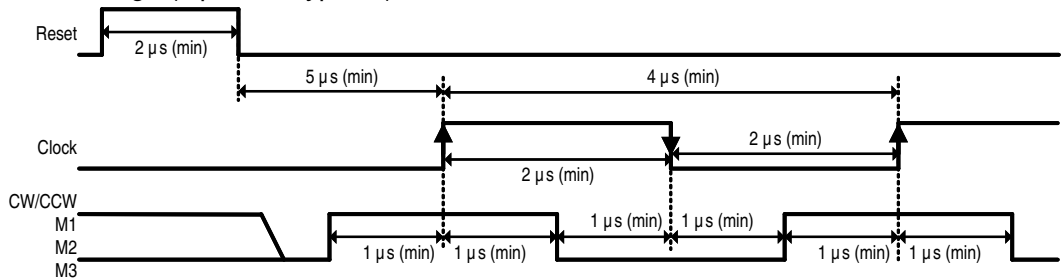 Reset
2 µs (min)
5 µs (min)
4 µs (min)
Clock
2 µs (min)
2 µs (min)
CW/CCW
M1
M2
M3
1 µs (min)
1 µs (min)
1 µs (min)
1 µs (min)
1 µs (min)
1 µs (min)